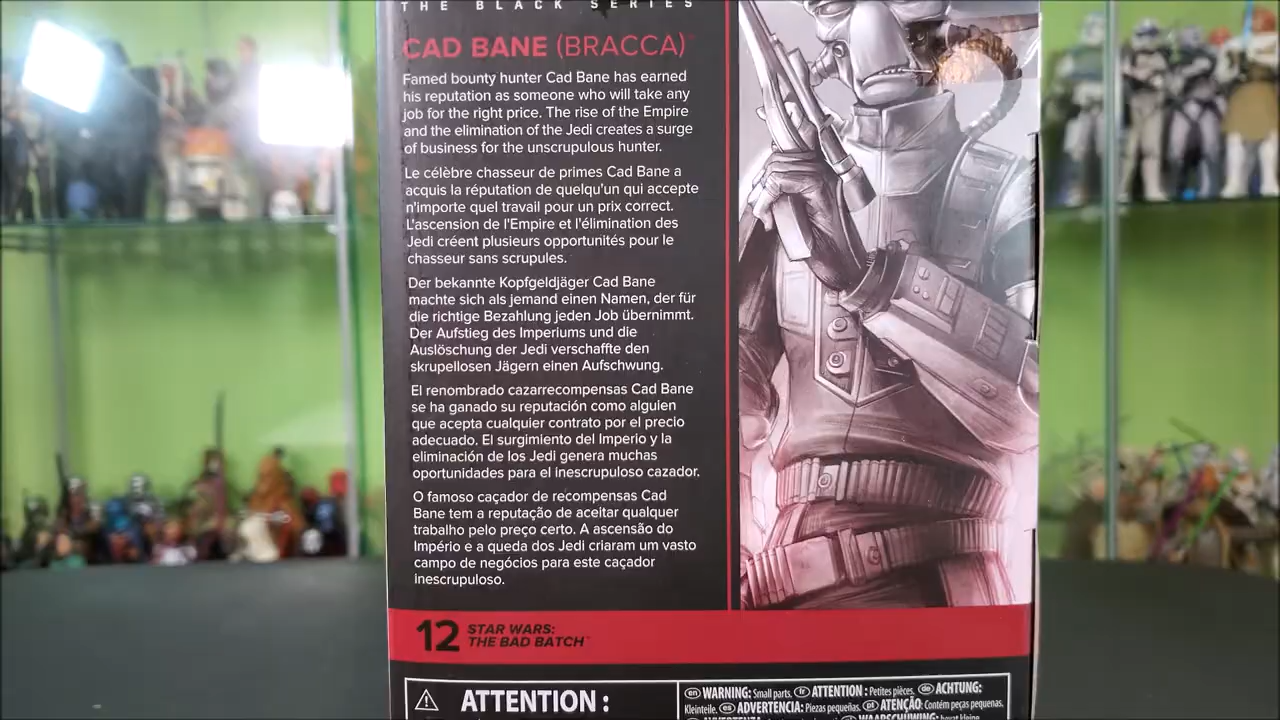 THE BLACK SERIES
CAD BANE (BRACCA)™
Famed bounty hunter Cad Bane has earned
his reputation as someone who will take any
job for the right price. The rise of the Empire
and the elimination of the Jedi creates a surge
of business for the unscrupulous hunter.
Le célèbre chasseur de primes Cad Bane a
acquis la réputation de quelqu'un qui accepte
n'importe quel travail pour un prix correct.
L'ascension de l'Empire et l'élimination des
Jedi créent plusieurs opportunités pour le
chasseur sans scrupules.
Der bekannte Kopfgeldjäger Cad Bane
machte sich als jemand einen Namen, der für
die richtige Bezahlung jeden Job übernimmt.
Der Aufstieg des Imperiums und die
Auslöschung der Jedi verschaffte den
skrupellosen Jägern einen Aufschwung.
El renombrado cazarrecompensas Cad Bane
se ha ganado su reputación como alguien
que acepta cualquier contrato por el precio
adecuado. El surgimiento del Imperio y la
eliminación de los Jedi genera muchas
oportunidades para el inescrupuloso cazador.
O famoso caçador de recompensas Cad
Bane tem a reputação de aceitar qualquer
trabalho pelo preço certo. A ascensão do
Império e a queda dos Jedi criaram um vasto
campo de negócios para este caçador
inescrupuloso.
12
STAR WARS:
THE BAD BATCH™
ATTENTION :
en WARNING: Small parts. fr ATTENTION : Petites pièces. de ACHTUNG:
Kleinteile. es ADVERTENCIA: Piezas pequeñas. pt ATENÇÃO: Contém peças pequenas.